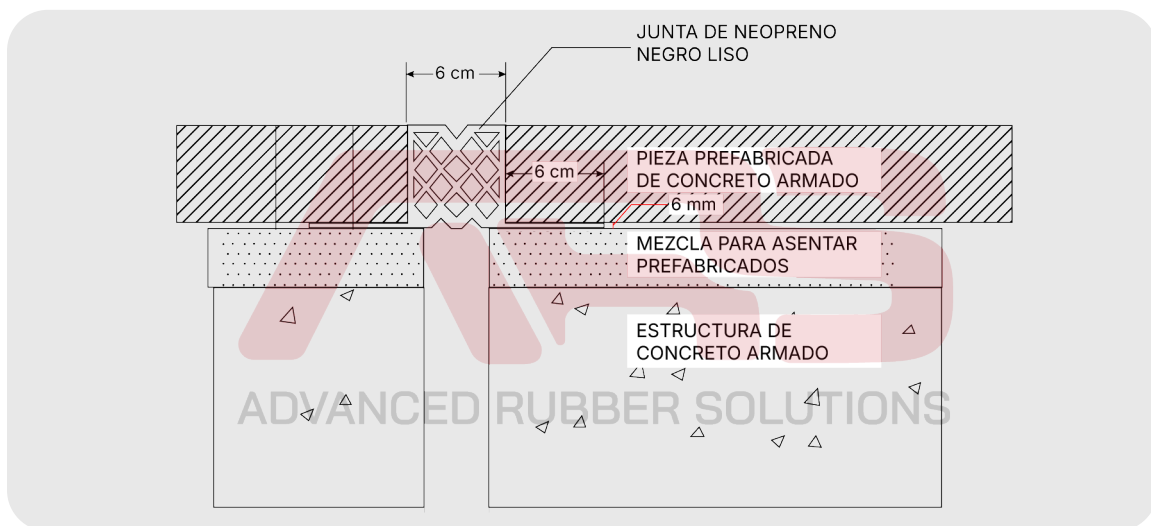 JUNTA DE NEOPRENO
NEGRO LISO
6 cm
PIEZA PREFABRICADA
DE CONCRETO ARMADO
6 cm
6 mm
MEZCLA PARA ASENTAR
PREFABRICADOS
ESTRUCTURA DE
CONCRETO ARMADO
ARS
ADVANCED RUBBER SOLUTIONS